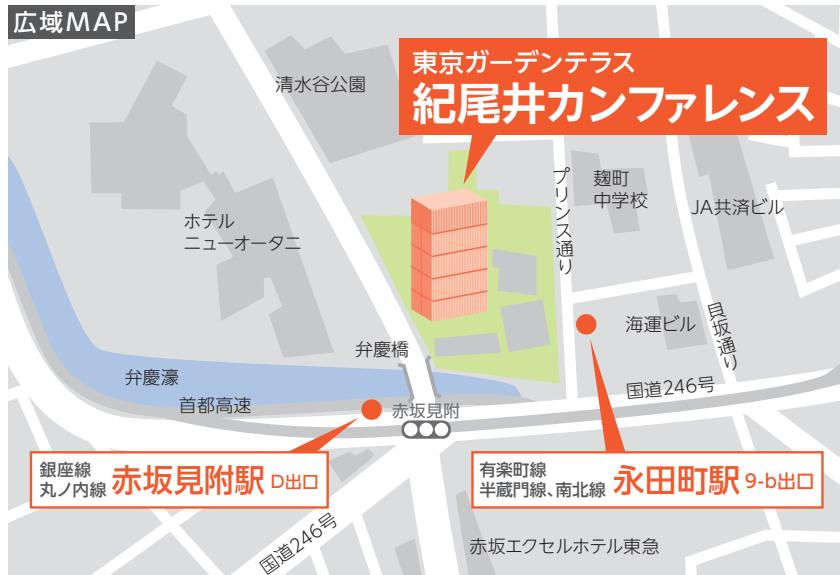 広域MAP
東京ガーデンテラス
紀尾井カンファレンス
清水谷公園
プリンス通り
麹町
中学校
JA共済ビル
ホテル
ニューオータニ
海運ビル
貝坂通り
弁慶橋
弁慶濠
首都高速
赤坂見附
国道246号
銀座線
丸ノ内線 赤坂見附駅 D出口
有楽町線
半蔵門線、南北線 永田町駅 9-b出口
国道246号
赤坂エクセルホテル東急